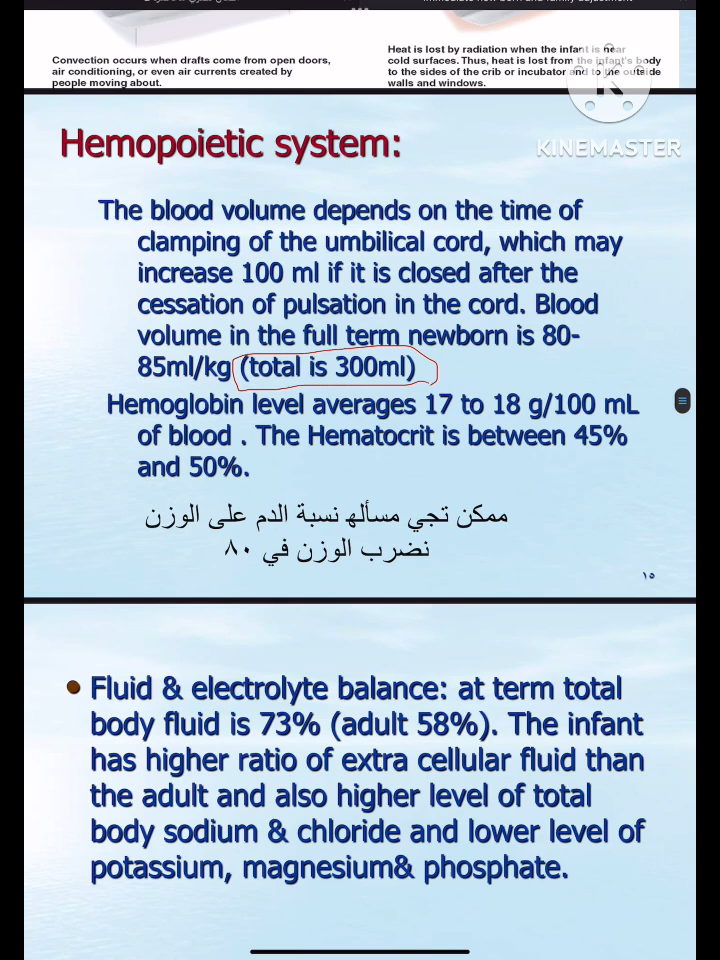 Convection occurs when drafts come from open doors,
air conditioning, or even air currents created by
people moving about.
Heat is lost by radiation when the infant is near
cold surfaces. Thus, heat is lost from the infant's body
to the sides of the crib or incubator and to the outside
walls and windows.
KINEMASTER
Hemopoietic system:
The blood volume depends on the time of
clamping of the umbilical cord, which may
increase 100 ml if it is closed after the
cessation of pulsation in the cord. Blood
volume in the full term newborn is 80-
85ml/kg (total is 300ml)
Hemoglobin level averages 17 to 18 g/100 mL
of blood . The Hematocrit is between 45%
and 50%.
ممكن تجي مسألھ نسبة الدم على الوزن
نضرب الوزن في ٨٠
١٥
Fluid & electrolyte balance: at term total
body fluid is 73% (adult 58%). The infant
has higher ratio of extra cellular fluid than
the adult and also higher level of total
body sodium & chloride and lower level of
potassium, magnesium& phosphate.